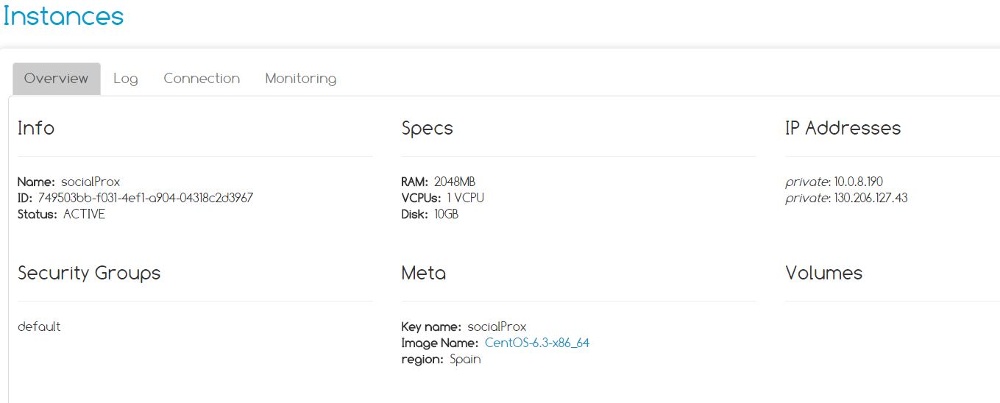 Instances
Overview Log Connection Monitoring
Info
Name: socialProx
ID: 749503bb-f031-4ef1-a904-04318c2d3967
Status: ACTIVE
Specs
RAM: 2048MB
VCPUs: 1 VCPU
Disk: 10GB
IP Addresses
private: 10.0.8.190
private: 130.206.127.43
Security Groups
default
Meta
Key name: socialProx
Image Name: CentOS-6.3-x86_64
region: Spain
Volumes